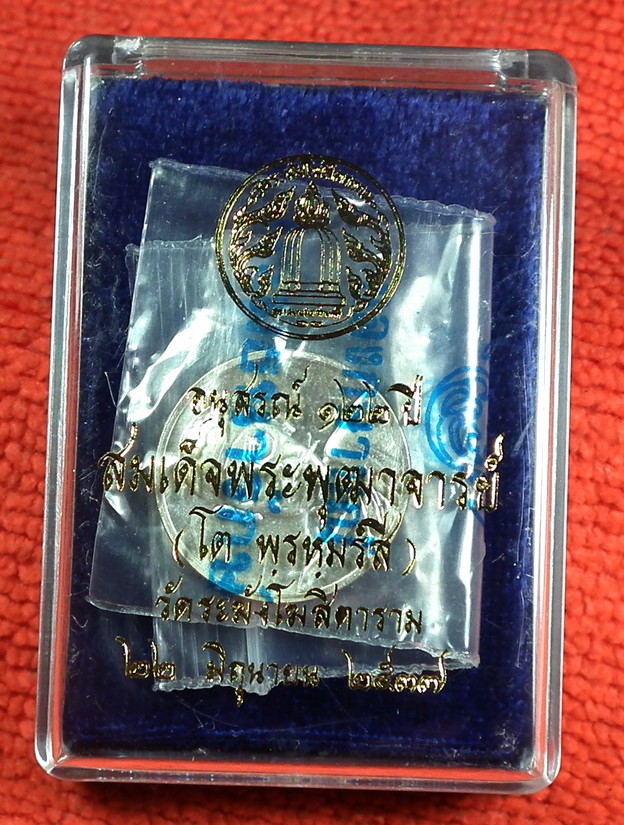 อนุสรณ์ ๑๒๒ ปี
สมเด็จพระพุฒาจารย์
(โต พฺรหฺมรํสี)
วัดระฆังโฆสิตาราม
๒๒ มิถุนายน ๒๕๓๗